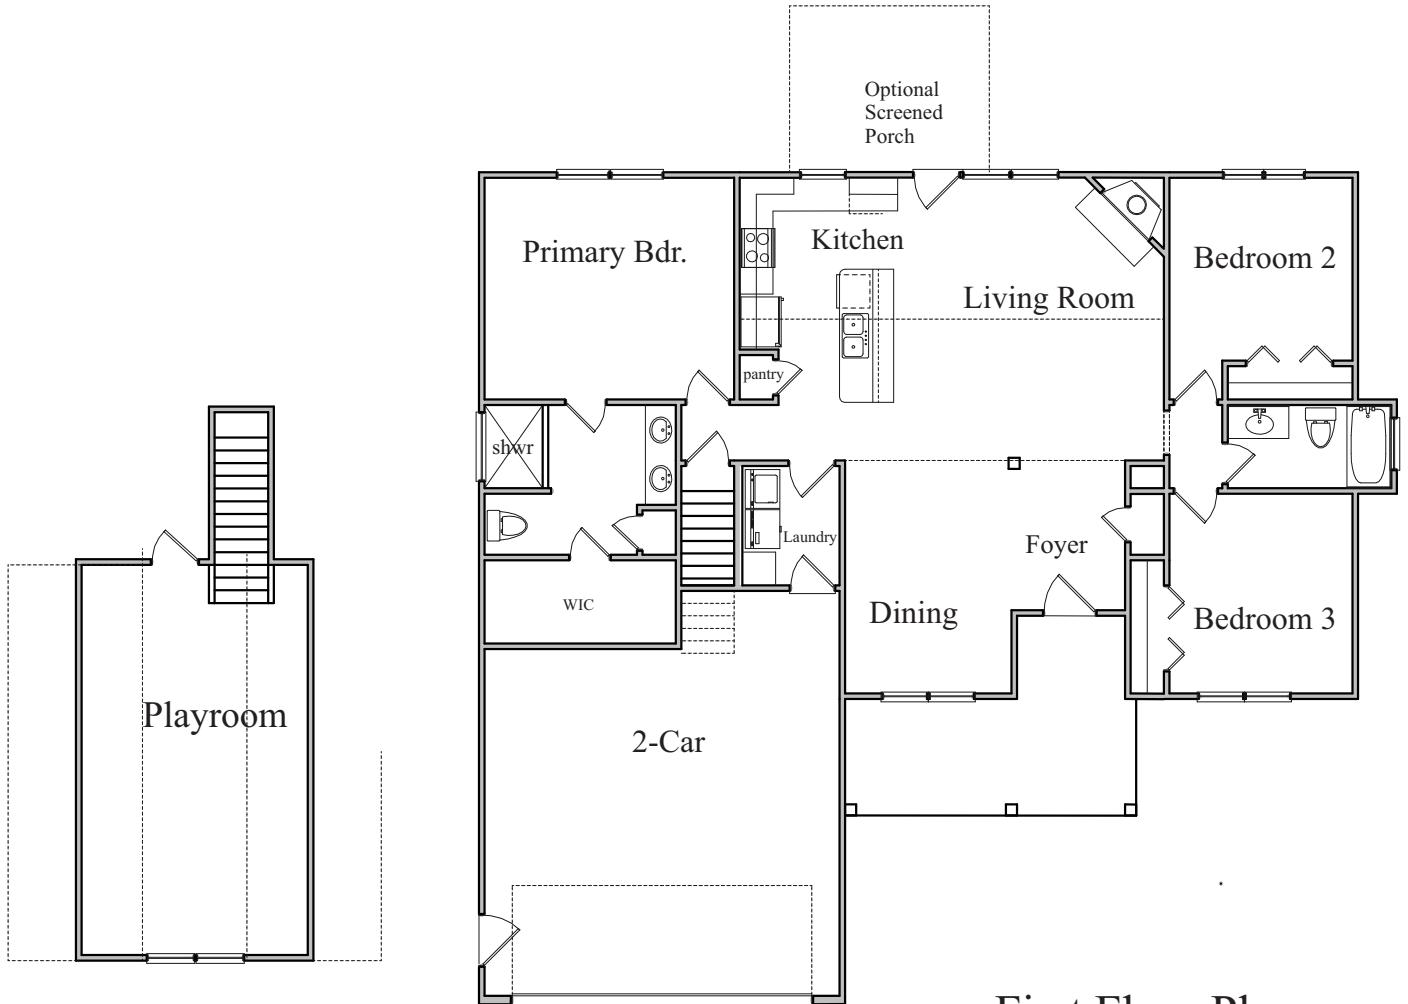 Optional
Screened
Porch
Primary Bdr.
Kitchen
Bedroom 2
Living Room
pantry
shwr
Laundry
Foyer
WIC
Dining
Bedroom 3
Playroom
2-Car